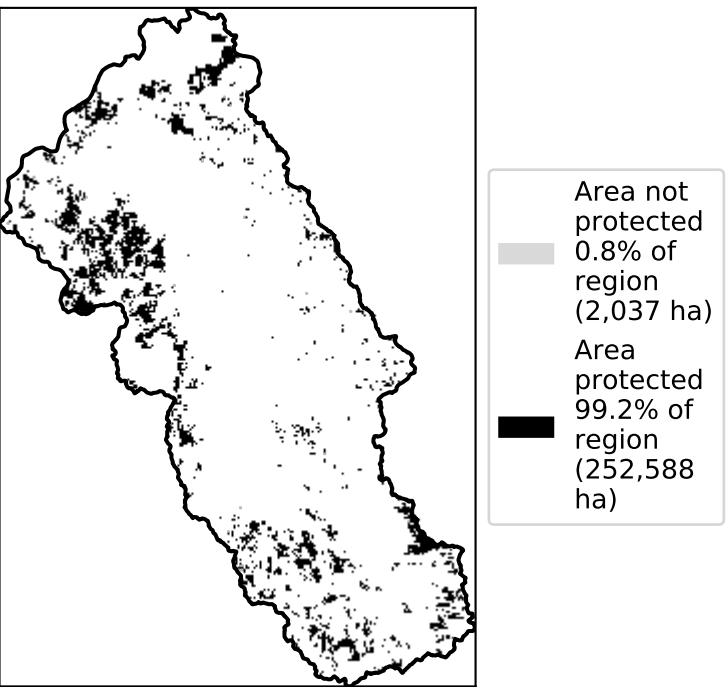 Area not
protected
0.8% of
region
(2,037 ha)
Area
protected
99.2% of
region
(252,588
ha)